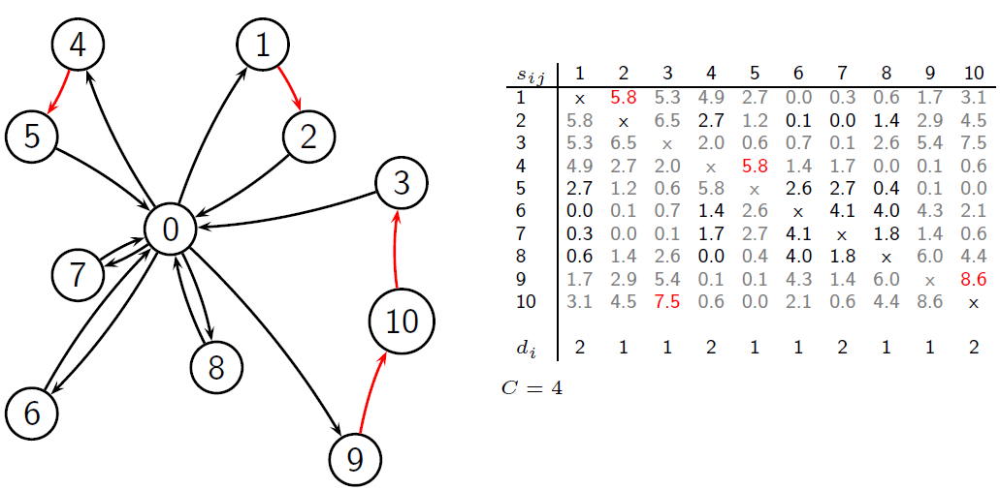 4
1
5
2
3
0
7
10
8
6
9
s_ij 1 2 3 4 5 6 7 8 9 10
1 x 5.8 5.3 4.9 2.7 0.0 0.3 0.6 1.7 3.1
2 5.8 x 6.5 2.7 1.2 0.1 0.0 1.4 2.9 4.5
3 5.3 6.5 x 2.0 0.6 0.7 0.1 2.6 5.4 7.5
4 4.9 2.7 2.0 x 5.8 1.4 1.7 0.0 0.1 0.6
5 2.7 1.2 0.6 5.8 x 2.6 2.7 0.4 0.1 0.0
6 0.0 0.1 0.7 1.4 2.6 x 4.1 4.0 4.3 2.1
7 0.3 0.0 0.1 1.7 2.7 4.1 x 1.8 1.4 0.6
8 0.6 1.4 2.6 0.0 0.4 4.0 1.8 x 6.0 4.4
9 1.7 2.9 5.4 0.1 0.1 4.3 1.4 6.0 x 8.6
10 3.1 4.5 7.5 0.6 0.0 2.1 0.6 4.4 8.6 x
d_i 2 1 1 2 1 1 2 1 1 2
C = 4